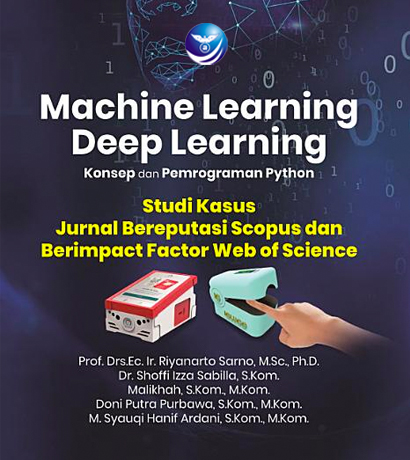 Machine Learning
Deep Learning
Konsep dan Pemrograman Python
Studi Kasus
Jurnal Bereputasi Scopus dan
Berimpact Factor Web of Science
Prof. Drs.Ec. Ir. Riyanarto Sarno, M.Sc., Ph.D.
Dr. Shoffi Izza Sabilla, S.Kom.
Malikhah, S.Kom., M.Kom.
Doni Putra Purbawa, S.Kom., M.Kom.
M. Syauqi Hanif Ardani, S.Kom., M.Kom.